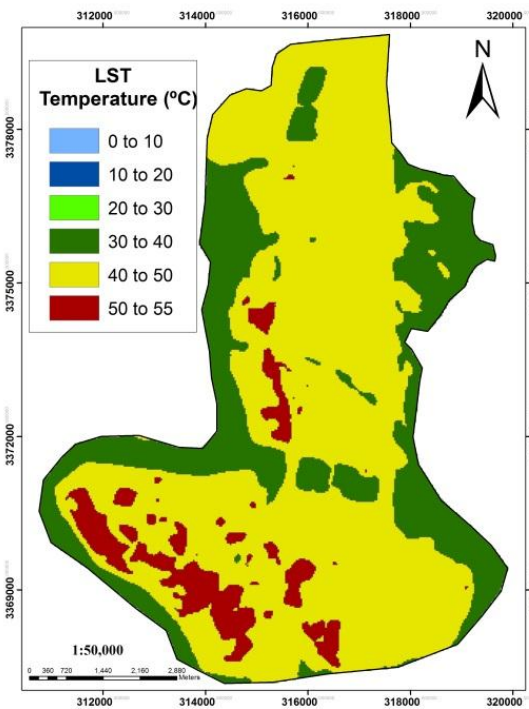 312000 314000 316000 318000 320000
N
LST
Temperature (ºC)
0 to 10
10 to 20
20 to 30
30 to 40
40 to 50
50 to 55
3378000
3375000
3372000
3369000
1:50,000
0 360 720 1,440 2,160 2,880
Meters
312000 314000 316000 318000 320000